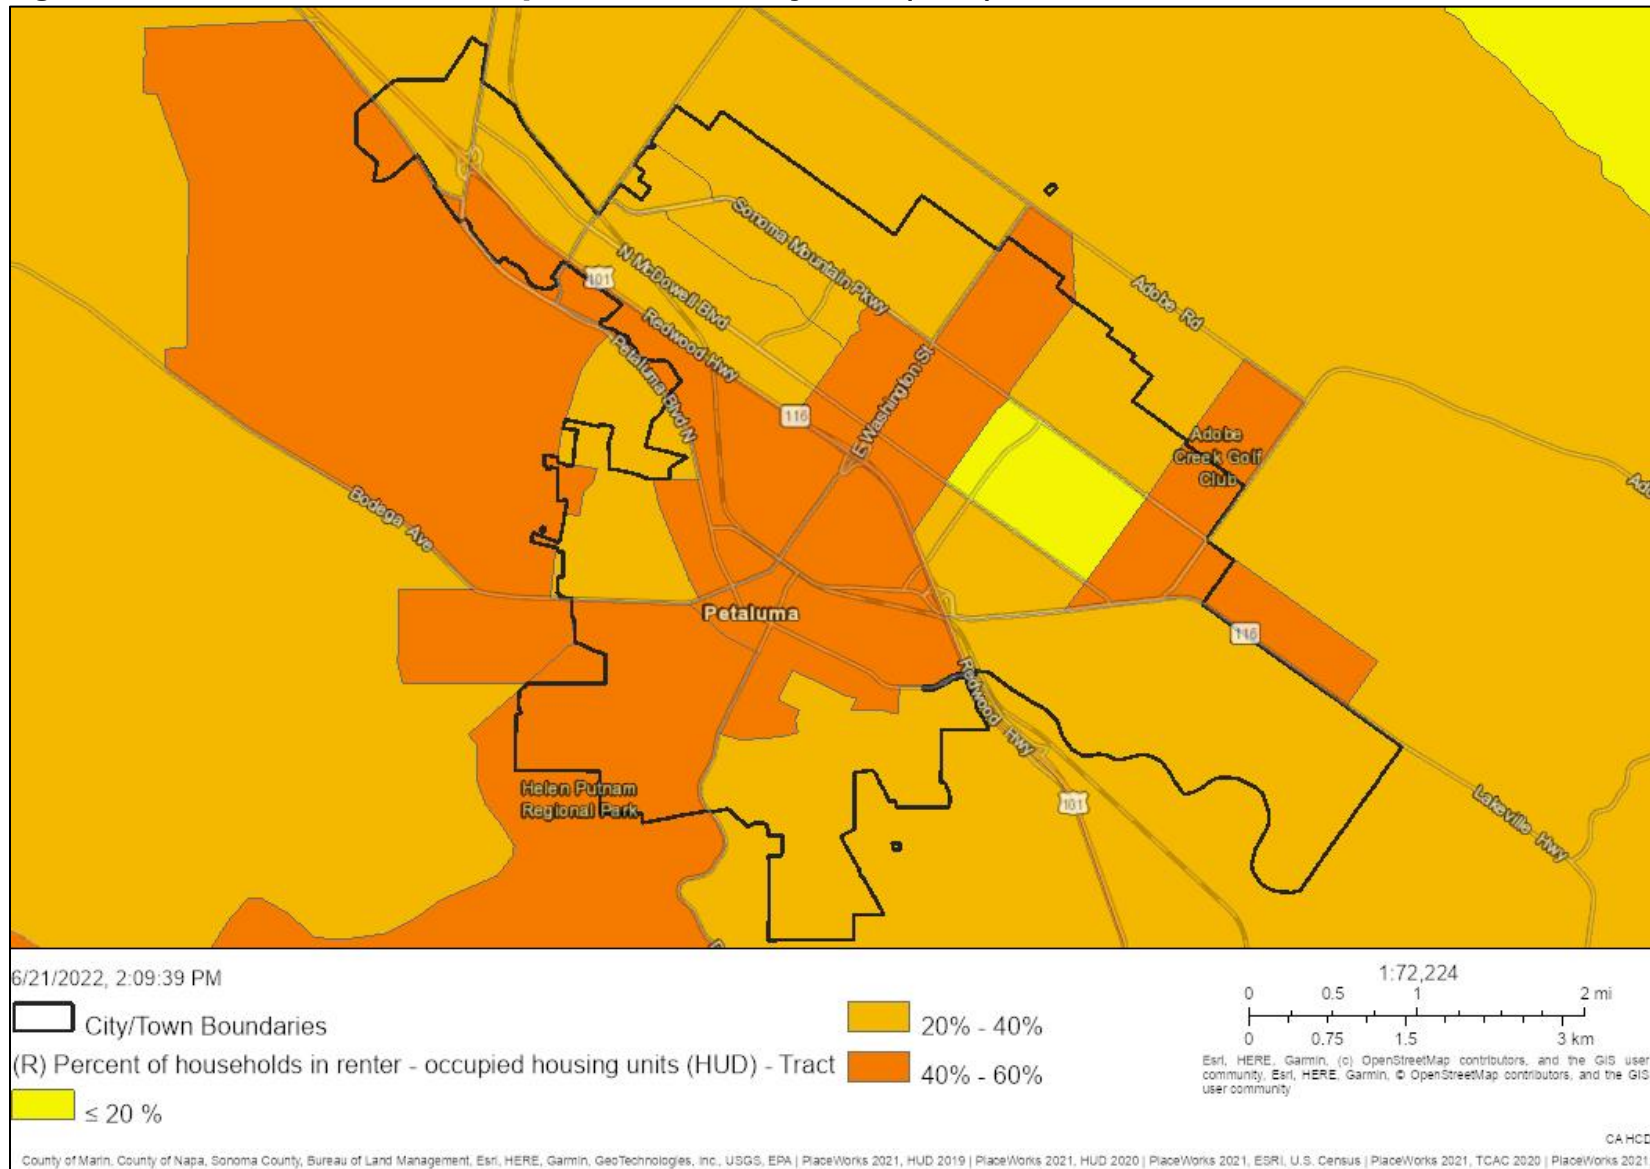 Sonoma Mountain Pkwy
N McDowell Blvd
101
Redwood Hwy
Petaluma Blvd N
116
E Washington St
Adobe Rd
Adobe
Creek Golf
Club
Bodega Ave
Petaluma
116
Redwood Hwy
Helen Putnam
Regional Park
101
Lakeville Hwy
6/21/2022, 2:09:39 PM
City/Town Boundaries
(R) Percent of households in renter - occupied housing units (HUD) - Tract
≤ 20 %
20% - 40%
40% - 60%
1:72,224
0 0.5 1 2 mi
0 0.75 1.5 3 km
Esri, HERE, Garmin, (c) OpenStreetMap contributors, and the GIS user
community, Esri, HERE, Garmin, © OpenStreetMap contributors, and the GIS
user community
CA HCD
County of Marin, County of Napa, Sonoma County, Bureau of Land Management, Esri, HERE, Garmin, GeoTechnologies, Inc., USGS, EPA | PlaceWorks 2021, HUD 2019 | PlaceWorks 2021, HUD 2020 | PlaceWorks 2021, ESRI, U.S. Census | PlaceWorks 2021, TCAC 2020 | PlaceWorks 202